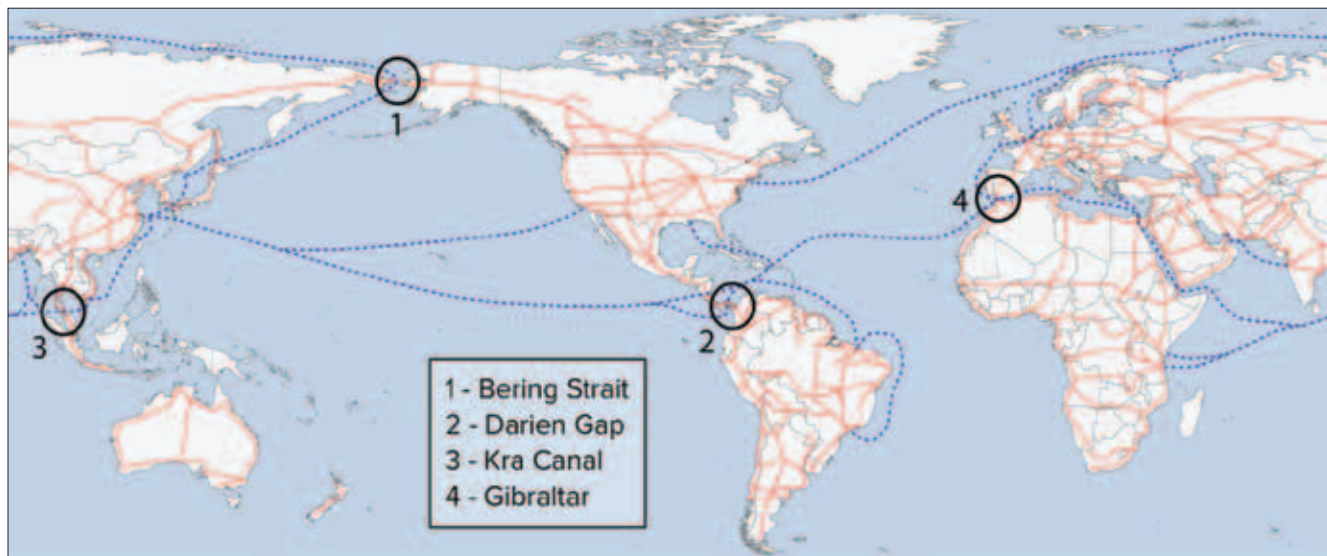 1
4
3
2
1 - Bering Strait
2 - Darien Gap
3 - Kra Canal
4 - Gibraltar